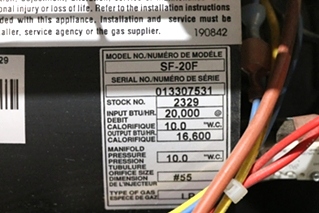 onal injury or loss of life. Refer to the installation instructions
ded with this appliance. Installation and service must be
aller, service agency or the gas supplier.
190842
329
MODEL NO./NUMÉRO DE MODÈLE
SF-20F
SERIAL NO./NUMÉRO DE SÉRIE
013307531
STOCK NO. 2329
INPUT BTU/HR. 20,000
DEBIT
CALORIFIQUE 10.0 "W.C.
OUTPUT BTU/HR. 16,600
CALORIFIQUE
MANIFOLD
PRESSURE 10.0 "W.C.
PRESSION
TUBULURE
ORIFICE SIZE
DIMENSION #55
DE L'INJECTEUR
TYPE OF GAS
ESPECE DE GAZ LP